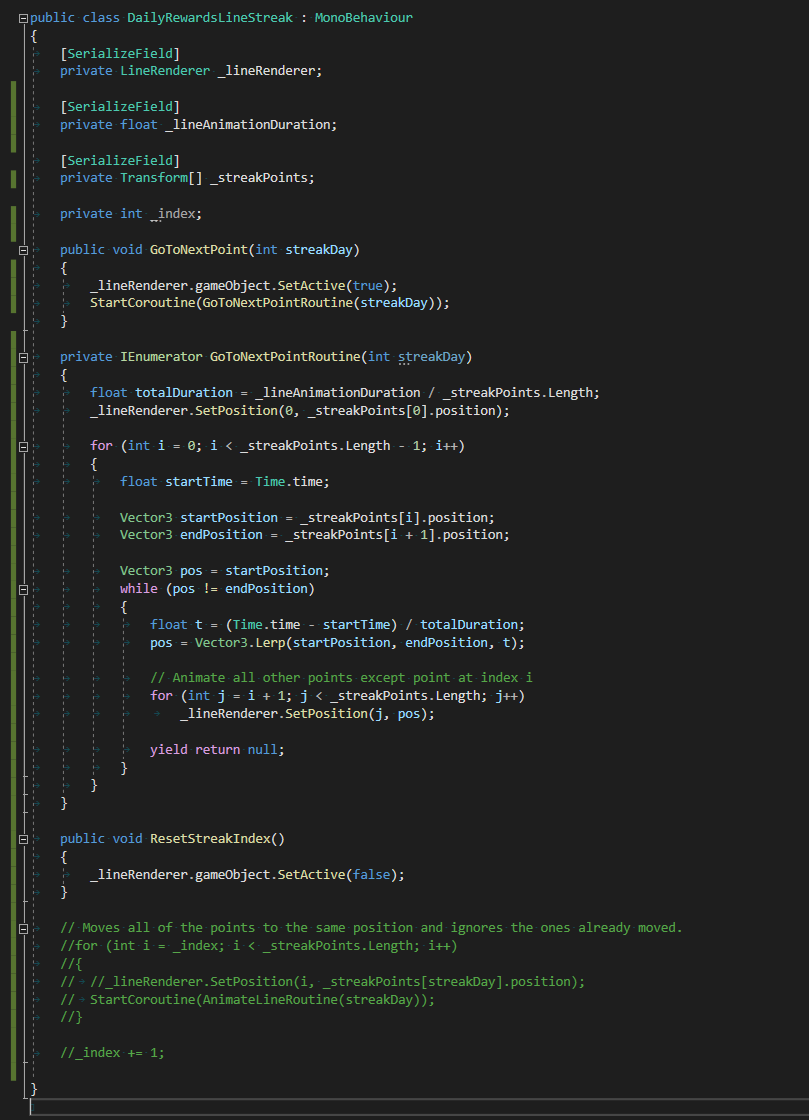 public class DailyRewardsLineStreak : MonoBehaviour
{
[SerializeField]
private LineRenderer _lineRenderer;
[SerializeField]
private float _lineAnimationDuration;
[SerializeField]
private Transform[] _streakPoints;
private int _index;
public void GoToNextPoint(int streakDay)
{
_lineRenderer.gameObject.SetActive(true);
StartCoroutine(GoToNextPointRoutine(streakDay));
}
private IEnumerator GoToNextPointRoutine(int streakDay)
{
float totalDuration = _lineAnimationDuration / _streakPoints.Length;
_lineRenderer.SetPosition(0, _streakPoints[0].position);
for (int i = 0; i < _streakPoints.Length - 1; i++)
{
float startTime = Time.time;
Vector3 startPosition = _streakPoints[i].position;
Vector3 endPosition = _streakPoints[i + 1].position;
Vector3 pos = startPosition;
while (pos != endPosition)
{
float t = (Time.time - startTime) / totalDuration;
pos = Vector3.Lerp(startPosition, endPosition, t);
// Animate all other points except point at index i
for (int j = i + 1; j < _streakPoints.Length; j++)
_lineRenderer.SetPosition(j, pos);
yield return null;
}
}
}
public void ResetStreakIndex()
{
_lineRenderer.gameObject.SetActive(false);
}
// Moves all of the points to the same position and ignores the ones already moved.
//for (int i = _index; i < _streakPoints.Length; i++)
//{
// //_lineRenderer.SetPosition(i, _streakPoints[streakDay].position);
// StartCoroutine(AnimateLineRoutine(streakDay));
//}
//_index += 1;
}